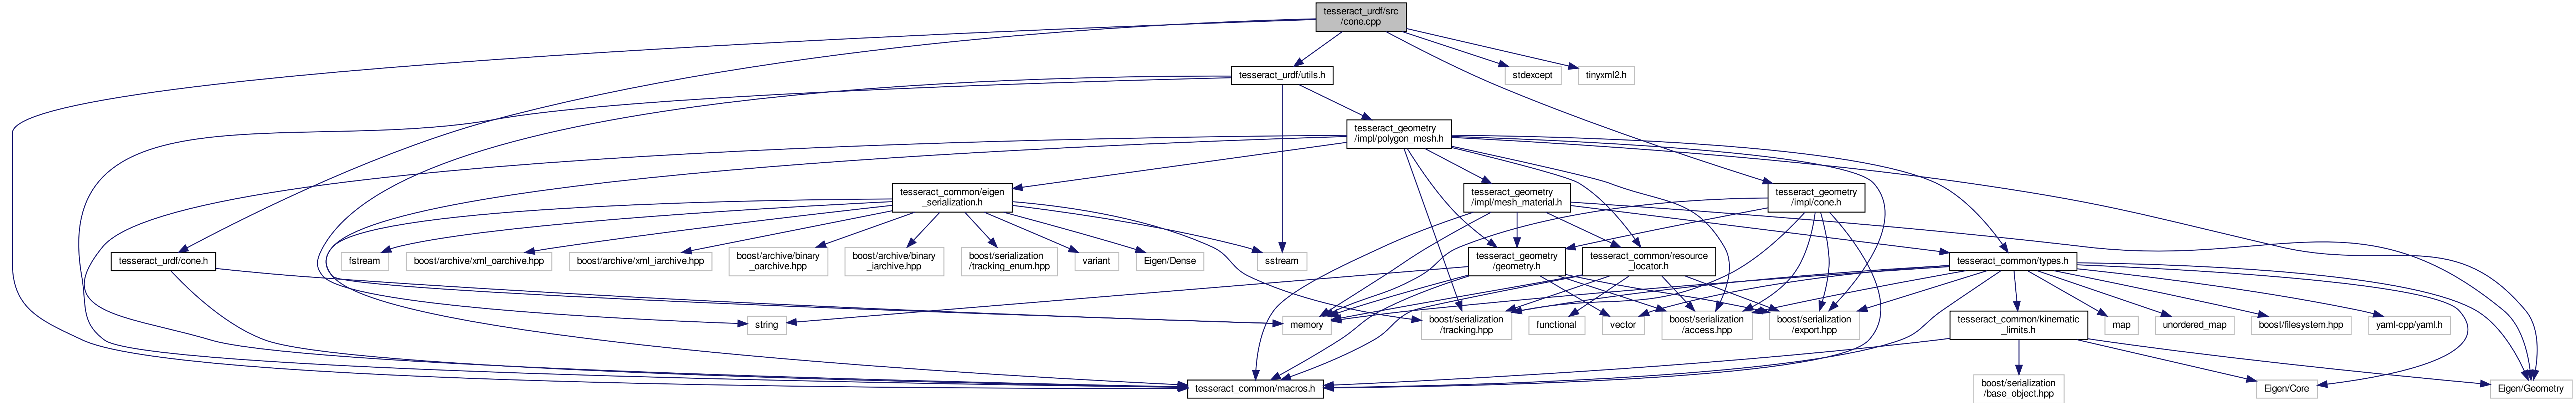 tesseract_urdf/src
/cone.cpp
tesseract_urdf/utils.h
stdexcept
tinyxml2.h
tesseract_geometry
/impl/polygon_mesh.h
tesseract_common/eigen
_serialization.h
tesseract_geometry
/impl/mesh_material.h
tesseract_geometry
/impl/cone.h
tesseract_urdf/cone.h
fstream
boost/archive/xml_oarchive.hpp
boost/archive/xml_iarchive.hpp
boost/archive/binary
_oarchive.hpp
boost/archive/binary
_iarchive.hpp
boost/serialization
/tracking_enum.hpp
variant
Eigen/Dense
sstream
tesseract_geometry
/geometry.h
tesseract_common/resource
_locator.h
tesseract_common/types.h
string
memory
boost/serialization
/tracking.hpp
functional
vector
boost/serialization
/access.hpp
boost/serialization
/export.hpp
tesseract_common/kinematic
_limits.h
map
unordered_map
boost/filesystem.hpp
yaml-cpp/yaml.h
tesseract_common/macros.h
boost/serialization
/base_object.hpp
Eigen/Core
Eigen/Geometry